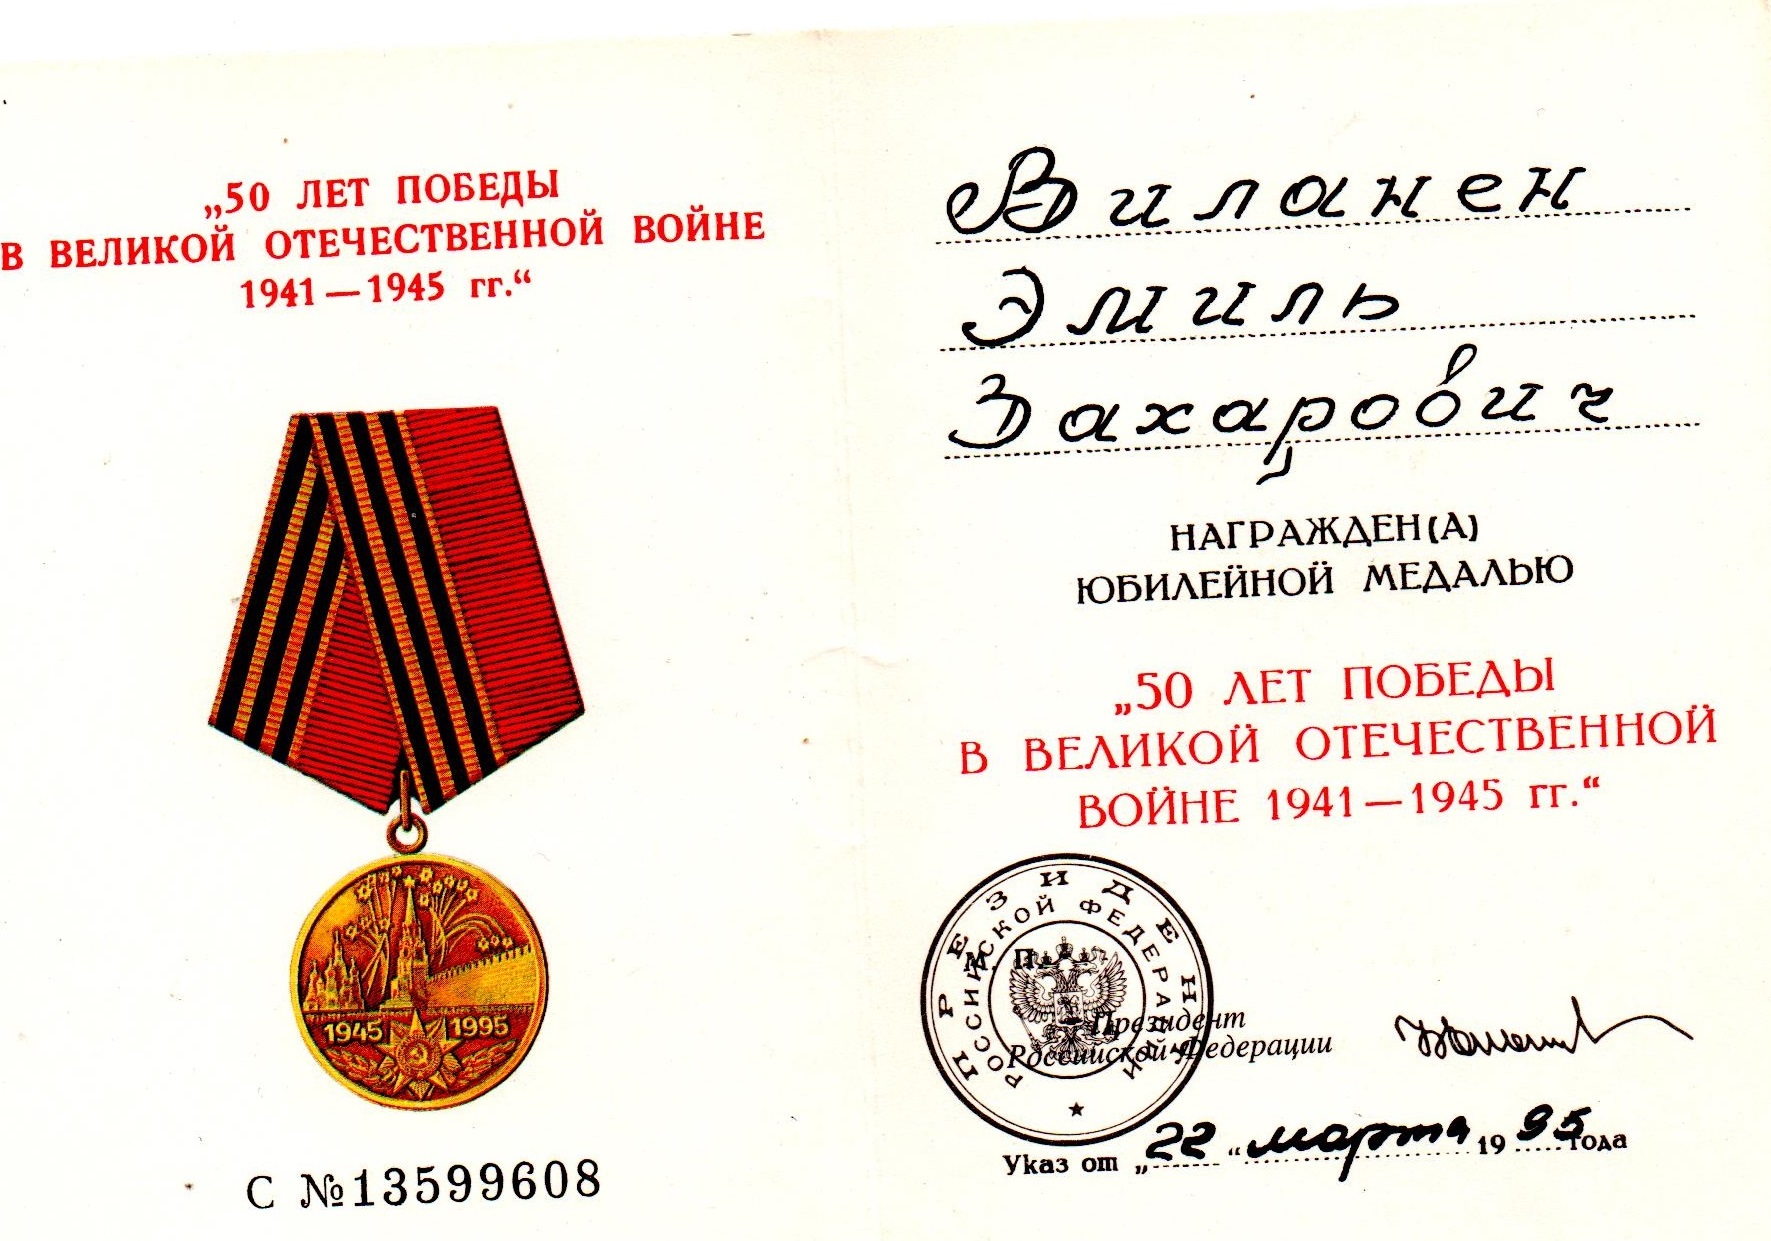 „50 ЛЕТ ПОБЕДЫ
В ВЕЛИКОЙ ОТЕЧЕСТВЕННОЙ ВОЙНЕ
1941—1945 гг.“
1945 1995
С №13599608
Виланен
Эмиль
Захарович
НАГРАЖДЕН(А)
ЮБИЛЕЙНОЙ МЕДАЛЬЮ
„50 ЛЕТ ПОБЕДЫ
В ВЕЛИКОЙ ОТЕЧЕСТВЕННОЙ
ВОЙНЕ 1941—1945 гг.“
ПРЕЗИДЕНТ
РОССИЙСКОЙ ФЕДЕРАЦИИ
М. П.
Президент
Российской Федерации
Указ от „22“ марта 1995 года